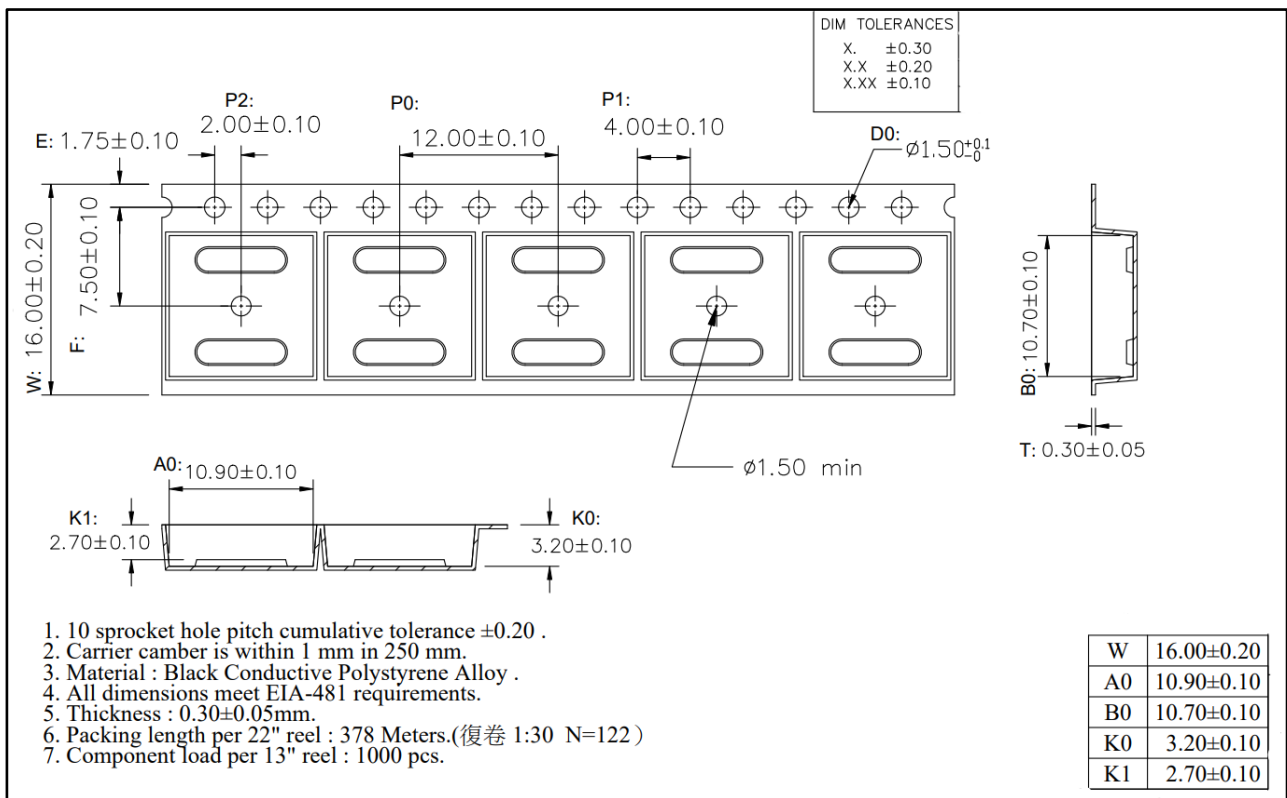 DIM TOLERANCES
X. ±0.30
X.X ±0.20
X.XX ±0.10
P2:
2.00±0.10
P0:
12.00±0.10
P1:
4.00±0.10
D0:
Ø1.50+0.1 -0
E: 1.75±0.10
W: 16.00±0.20
F: 7.50±0.10
B0: 10.70±0.10
T: 0.30±0.05
Ø1.50 min
A0: 10.90±0.10
K1:
2.70±0.10
K0:
3.20±0.10
1. 10 sprocket hole pitch cumulative tolerance ±0.20 .
2. Carrier camber is within 1 mm in 250 mm.
3. Material : Black Conductive Polystyrene Alloy .
4. All dimensions meet EIA-481 requirements.
5. Thickness : 0.30±0.05mm.
6. Packing length per 22" reel : 378 Meters.(復卷 1:30 N=122）
7. Component load per 13" reel : 1000 pcs.
W 16.00±0.20
A0 10.90±0.10
B0 10.70±0.10
K0 3.20±0.10
K1 2.70±0.10